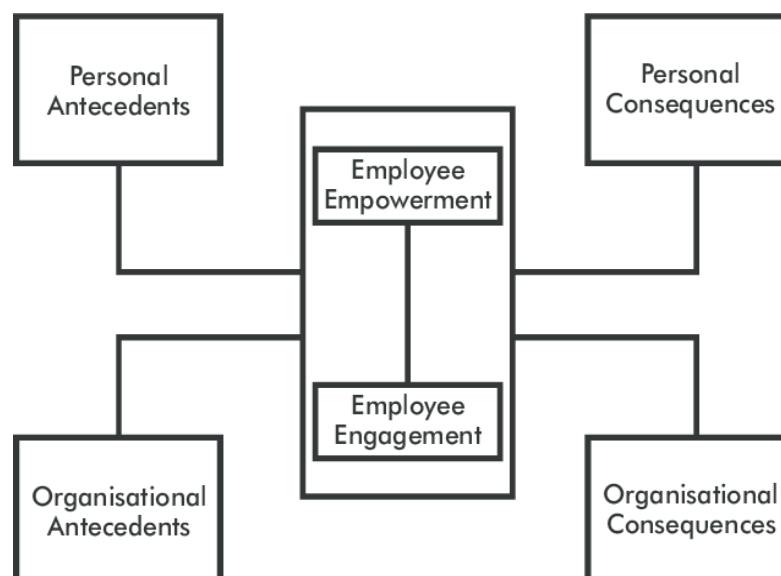 Personal
Antecedents
Personal
Consequences
Employee
Empowerment
Employee
Engagement
Organisational
Antecedents
Organisational
Consequences